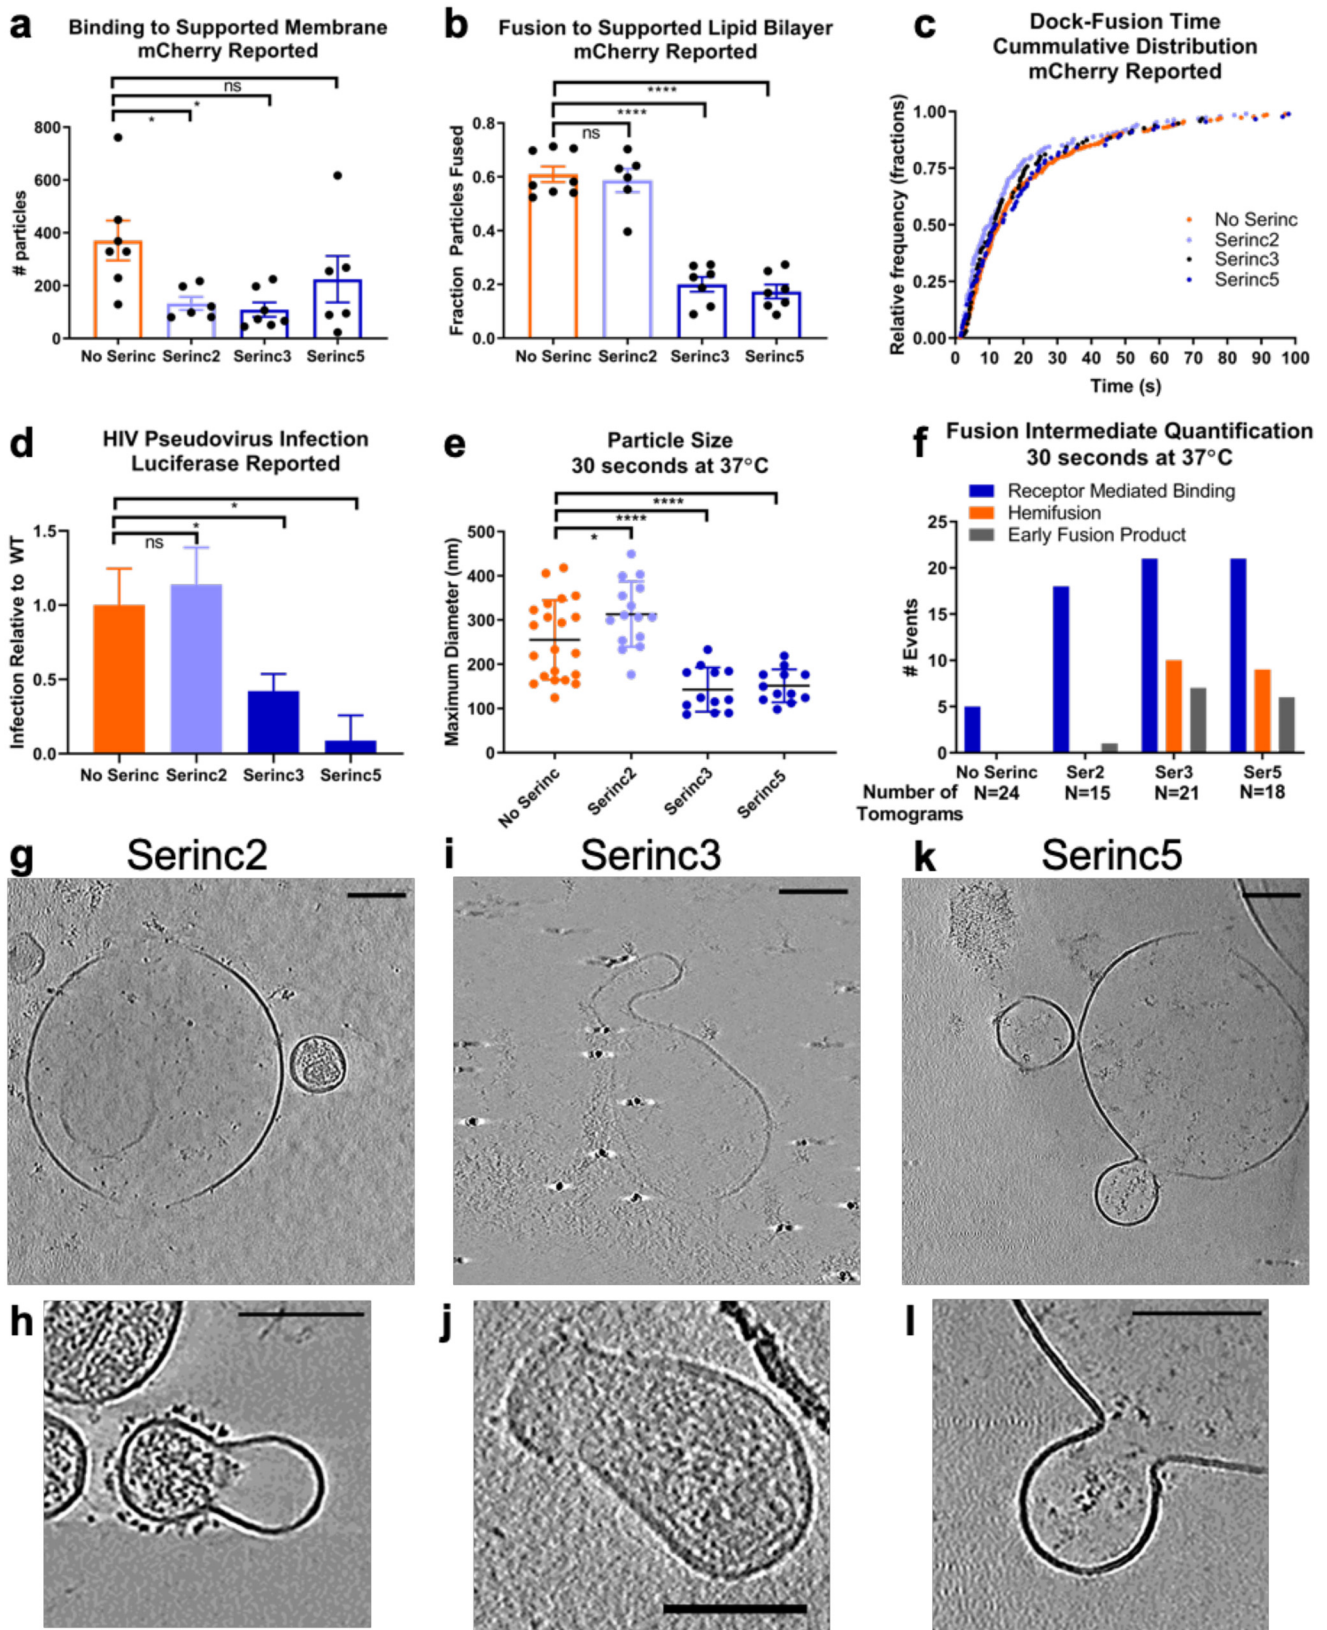 a
Binding to Supported Membrane
mCherry Reported
ns
*
*
# particles
800
600
400
200
0
No Serinc Serinc2 Serinc3 Serinc5
b
Fusion to Supported Lipid Bilayer
mCherry Reported
****
****
ns
Fraction Particles Fused
0.8
0.6
0.4
0.2
0.0
No Serinc Serinc2 Serinc3 Serinc5
c
Dock-Fusion Time
Cummulative Distribution
mCherry Reported
Relative frequency (fractions)
1.00
0.75
0.50
0.25
0.00
No Serinc
Serinc2
Serinc3
Serinc5
0 10 20 30 40 50 60 70 80 90 100
Time (s)
d
HIV Pseudovirus Infection
Luciferase Reported
*
*
ns
Infection Relative to WT
1.5
1.0
0.5
0.0
No Serinc Serinc2 Serinc3 Serinc5
e
Particle Size
30 seconds at 37°C
****
****
*
Maximum Diameter (nm)
500
400
300
200
100
0
No Serinc Serinc2 Serinc3 Serinc5
f
Fusion Intermediate Quantification
30 seconds at 37°C
Receptor Mediated Binding
Hemifusion
Early Fusion Product
# Events
25
20
15
10
5
0
No Serinc Ser2 Ser3 Ser5
Number of Tomograms N=24 N=15 N=21 N=18
g Serinc2
i Serinc3
k Serinc5
h
j
l